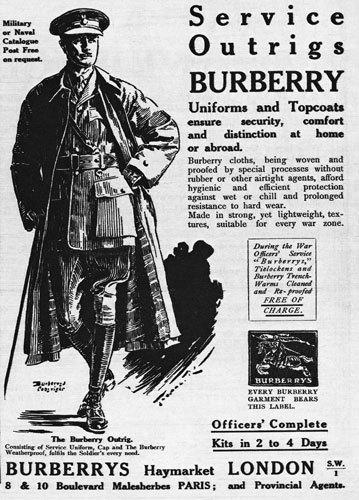 Military
or Naval
Catalogue
Post Free
on request.
Service
Outrigs
BURBERRY
Uniforms and Topcoats
ensure security, comfort
and distinction at home
or abroad.
Burberry cloths, being woven and
proofed by special processes without
rubber or other airtight agents, afford
hygienic and efficient protection
against wet or chill and prolonged
resistance to hard wear.
Made in strong, yet lightweight, tex-
tures, suitable for every war zone.
During the War
Officers' Service
"Burberrys,"
Tielockens and
Burberry Trench-
Warms Cleaned
and Re-proofed
FREE OF
CHARGE.
BURBERRYS
EVERY BURBERRY
GARMENT BEARS
THIS LABEL.
Burberrys
Copyright
The Burberry Outrig.
Consisting of Service Uniform, Cap and The Burberry
Weatherproof, fulfils the Soldier's every need.
Officers' Complete
Kits in 2 to 4 Days
BURBERRYS Haymarket LONDON S.W. 1
8 & 10 Boulevard Malesherbes PARIS; and Provincial Agents.